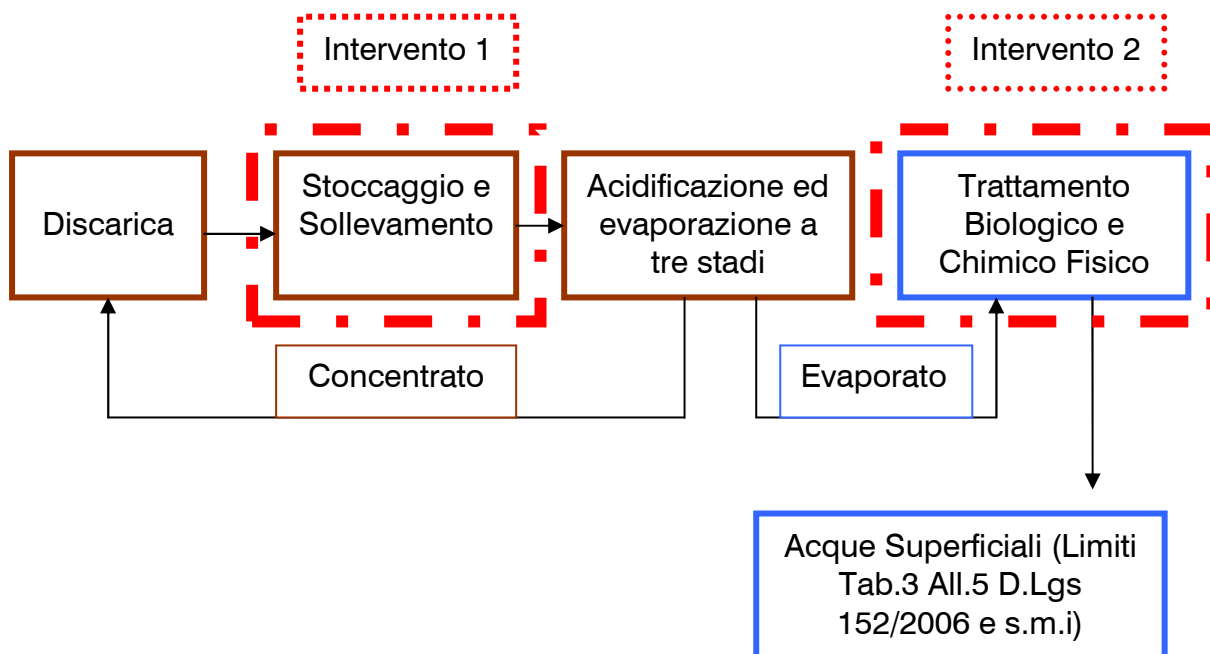 Intervento 1
Intervento 2
Discarica
Stoccaggio e
Sollevamento
Acidificazione ed
evaporazione a
tre stadi
Trattamento
Biologico e
Chimico Fisico
Concentrato
Evaporato
Acque Superficiali (Limiti
Tab.3 All.5 D.Lgs
152/2006 e s.m.i)